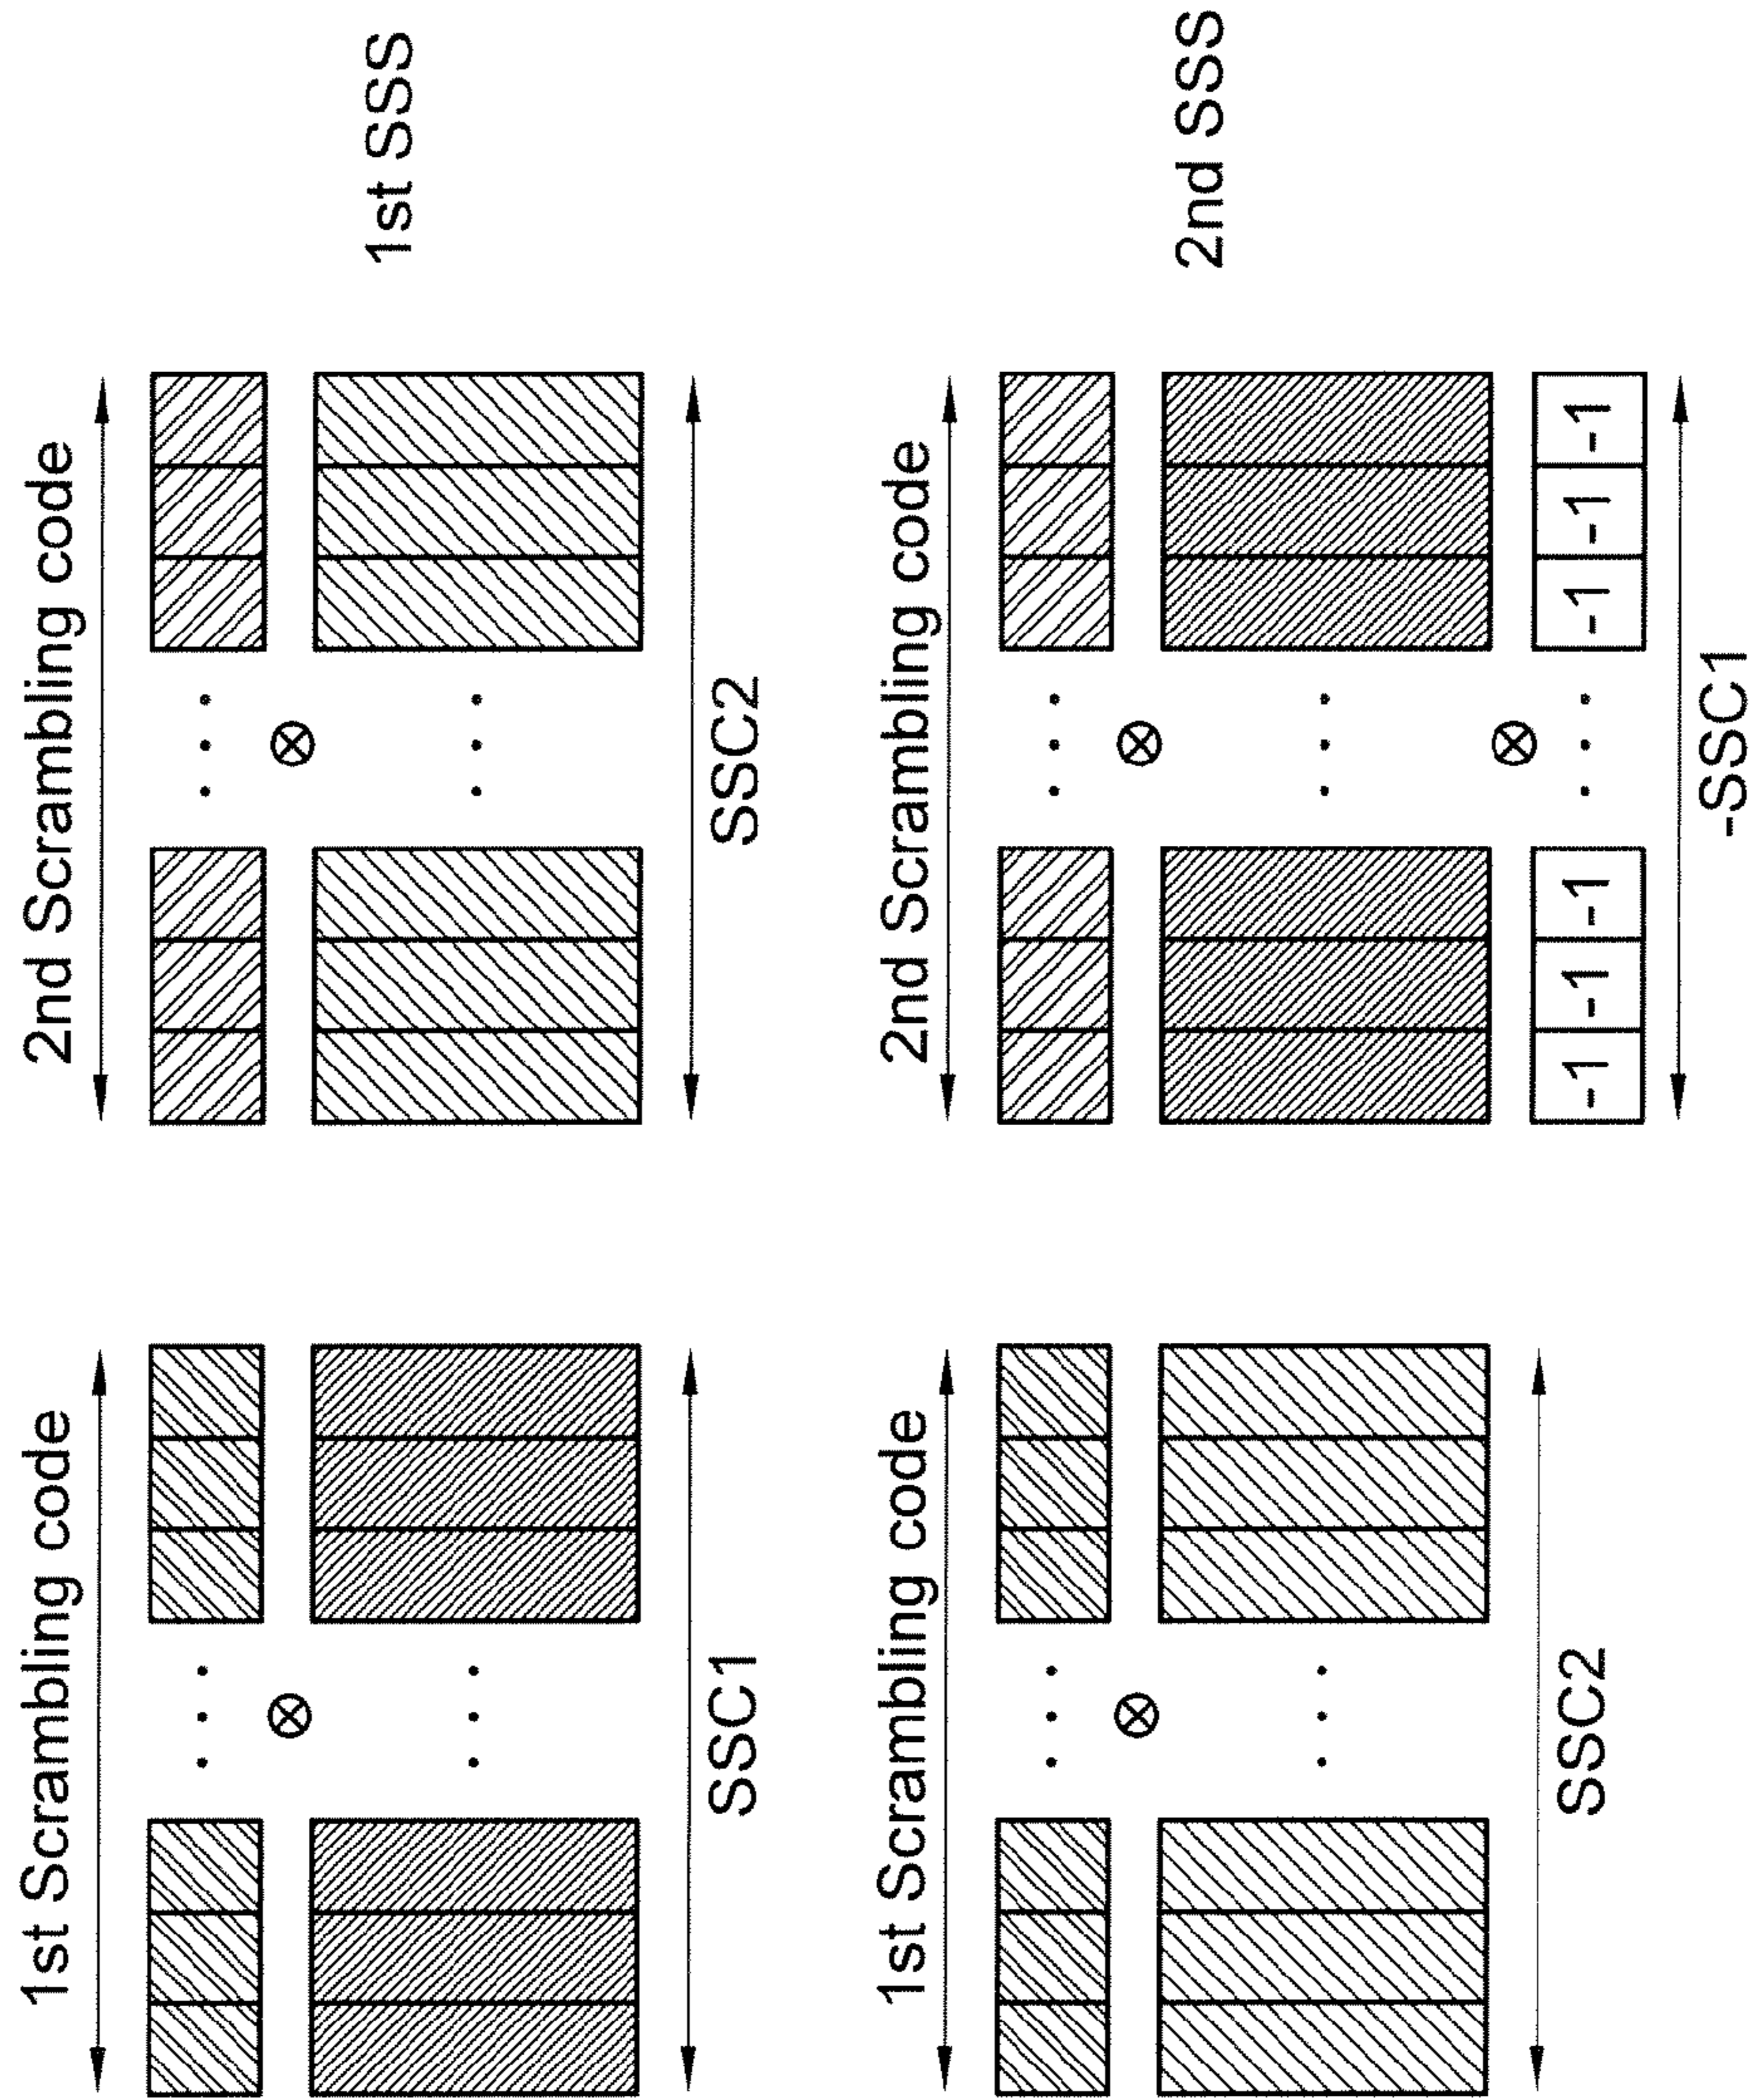 1st Scrambling code
2nd Scrambling code
SSC1
SSC2
1st SSS
1st Scrambling code
2nd Scrambling code
-1 -1 -1 -1 -1 -1
SSC2
-SSC1
2nd SSS